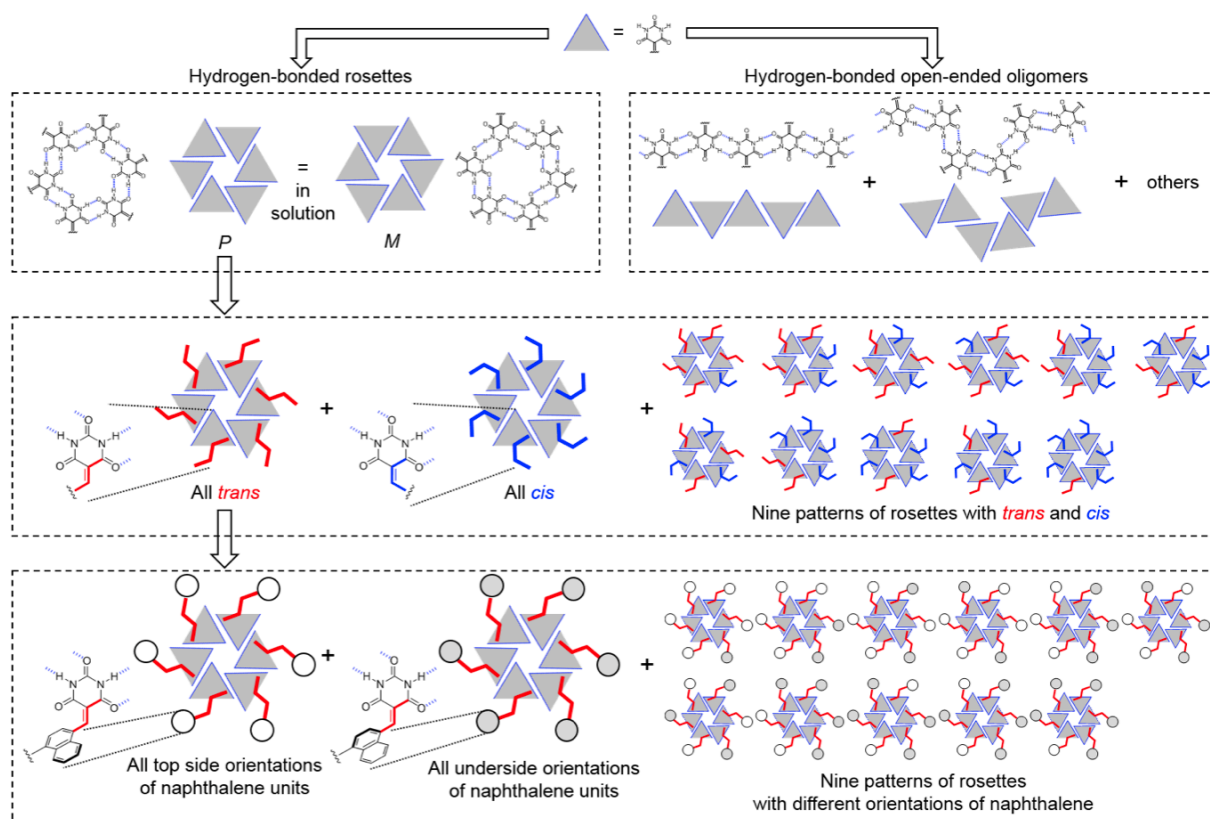 =
Hydrogen-bonded rosettes
Hydrogen-bonded open-ended oligomers
=
in
solution
P
M
+
+ others
+
+
All trans
All cis
Nine patterns of rosettes with trans and cis
+
+
All top side orientations
of naphthalene units
All underside orientations
of naphthalene units
Nine patterns of rosettes
with different orientations of naphthalene